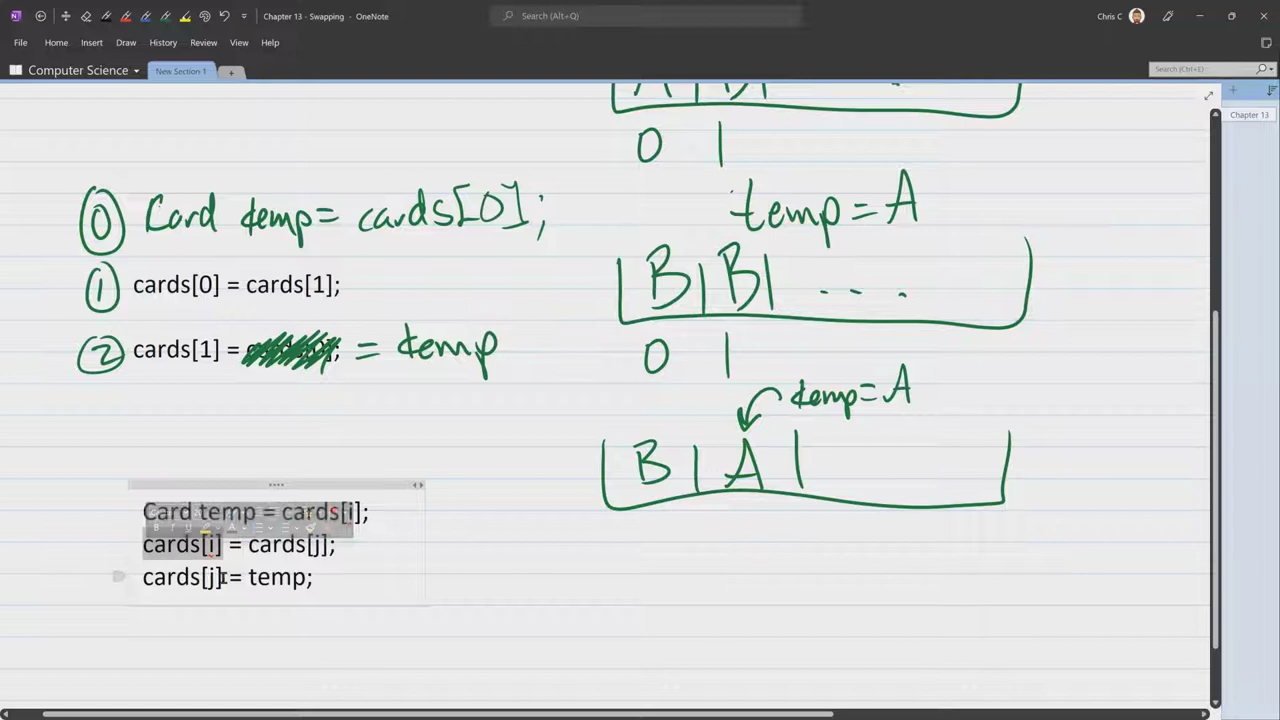 Chapter 13 - Swapping - OneNote
Search (Alt+Q)
Chris C
File Home Insert Draw History Review View Help
Computer Science
New Section 1
+
Search (Ctrl+E)
Chapter 13
A | B |
0 1
temp = A
⓪ Card temp = cards[0];
① cards[0] = cards[1];
B | B | ...
② cards[1] = = temp
0 1
temp = A
B | A |
Card temp = cards[i];
cards[i] = cards[j];
cards[j] = temp;